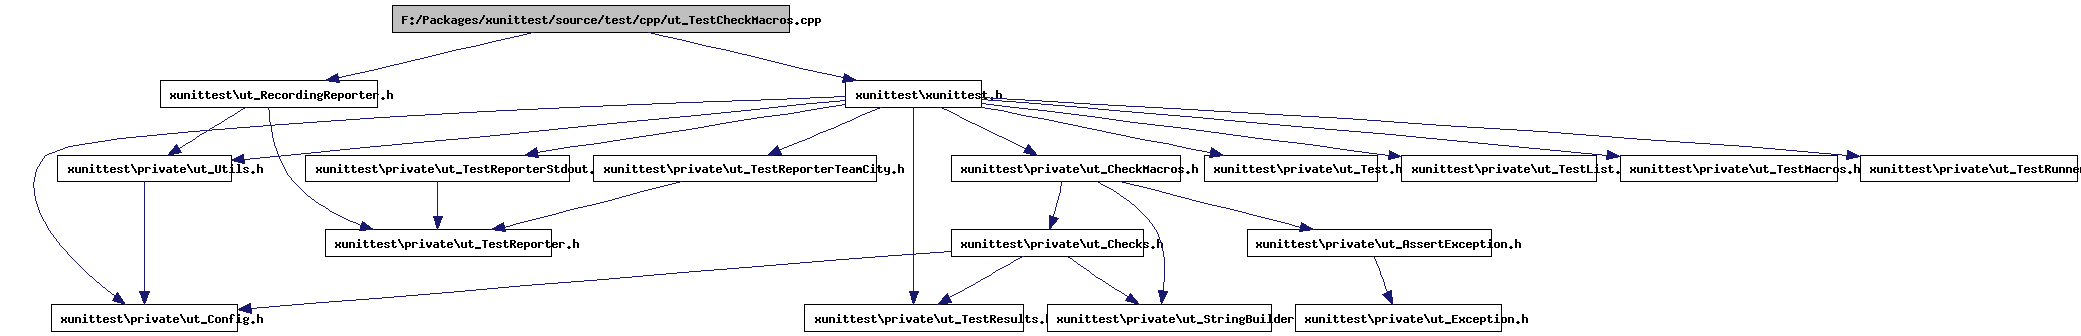 F:/Packages/xunittest/source/test/cpp/ut_TestCheckMacros.cpp
xunittest\ut_RecordingReporter.h
xunittest\xunittest.h
xunittest\private\ut_Utils.h
xunittest\private\ut_TestReporterStdout.
xunittest\private\ut_TestReporterTeamCity.h
xunittest\private\ut_CheckMacros.h
xunittest\private\ut_Test.h
xunittest\private\ut_TestList.
xunittest\private\ut_TestMacros.h
xunittest\private\ut_TestRunne
xunittest\private\ut_TestReporter.h
xunittest\private\ut_Checks.h
xunittest\private\ut_AssertException.h
xunittest\private\ut_Config.h
xunittest\private\ut_TestResults.h
xunittest\private\ut_StringBuilder
xunittest\private\ut_Exception.h